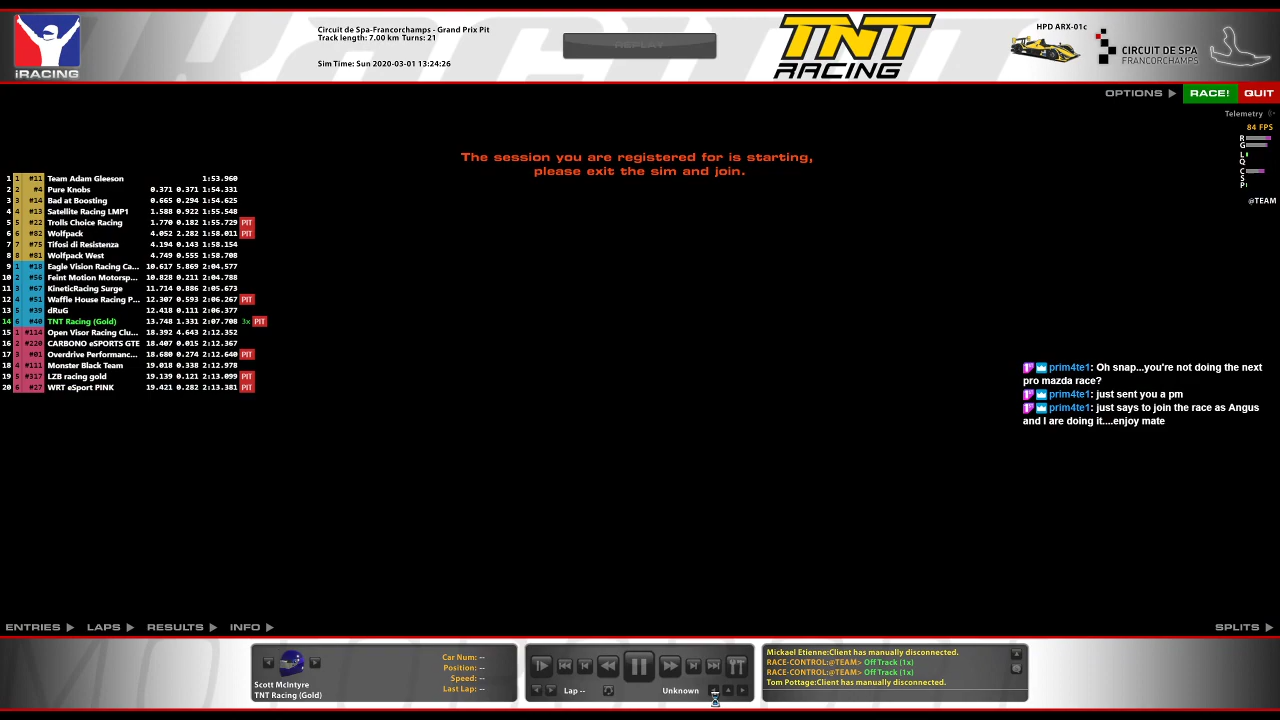 iRACING
Circuit de Spa-Francorchamps - Grand Prix Pit
Track length: 7.00 km Turns: 21
Sim Time: Sun 2020-03-01 13:24:26
REPLAY
TNT
RACING
HPD ARX-01c
CIRCUIT DE SPA
FRANCORCHAMPS
OPTIONS
RACE!
QUIT
Telemetry
84 FPS
R
G
L
Q
C
S
P
@TEAM
The session you are registered for is starting,
please exit the sim and join.
1 1 #11 Team Adam Gleeson 1:53.960
2 2 #4 Pure Knobs 0.371 0.371 1:54.331
3 3 #14 Bad at Boosting 0.665 0.294 1:54.625
4 4 #13 Satellite Racing LMP1 1.588 0.922 1:55.548
5 5 #22 Trolls Choice Racing 1.770 0.182 1:55.729 PIT
6 6 #82 Wolfpack 4.052 2.282 1:58.011 PIT
7 7 #75 Tifosi di Resistenza 4.194 0.143 1:58.154
8 8 #81 Wolfpack West 4.749 0.555 1:58.708
9 1 #18 Eagle Vision Racing Ca... 10.617 5.869 2:04.577
10 2 #56 Feint Motion Motorsp... 10.828 0.211 2:04.788
11 3 #67 KineticRacing Surge 11.714 0.886 2:05.673
12 4 #51 Waffle House Racing P... 12.307 0.593 2:06.267 PIT
13 5 #39 dRuG 12.418 0.111 2:06.377
14 6 #40 TNT Racing (Gold) 13.748 1.331 2:07.708 3x PIT
15 1 #114 Open Visor Racing Clu... 18.392 4.643 2:12.352
16 2 #220 CARBONO eSPORTS GTE 18.407 0.015 2:12.367
17 3 #01 Overdrive Performanc... 18.680 0.274 2:12.640 PIT
18 4 #111 Monster Black Team 19.018 0.338 2:12.978
19 5 #317 LZB racing gold 19.139 0.121 2:13.099 PIT
20 6 #27 WRT eSport PINK 19.421 0.282 2:13.381 PIT
prim4te1: Oh snap...you're not doing the next
pro mazda race?
prim4te1: just sent you a pm
prim4te1: just says to join the race as Angus
and I are doing it....enjoy mate
ENTRIES
LAPS
RESULTS
INFO
SPLITS
Scott McIntyre
TNT Racing (Gold)
Car Num: --
Position: --
Speed: --
Last Lap: --
Lap --
Unknown
Mickael Etienne:Client has manually disconnected.
RACE-CONTROL:@TEAM> Off Track (1x)
RACE-CONTROL:@TEAM> Off Track (1x)
Tom Pottage:Client has manually disconnected.